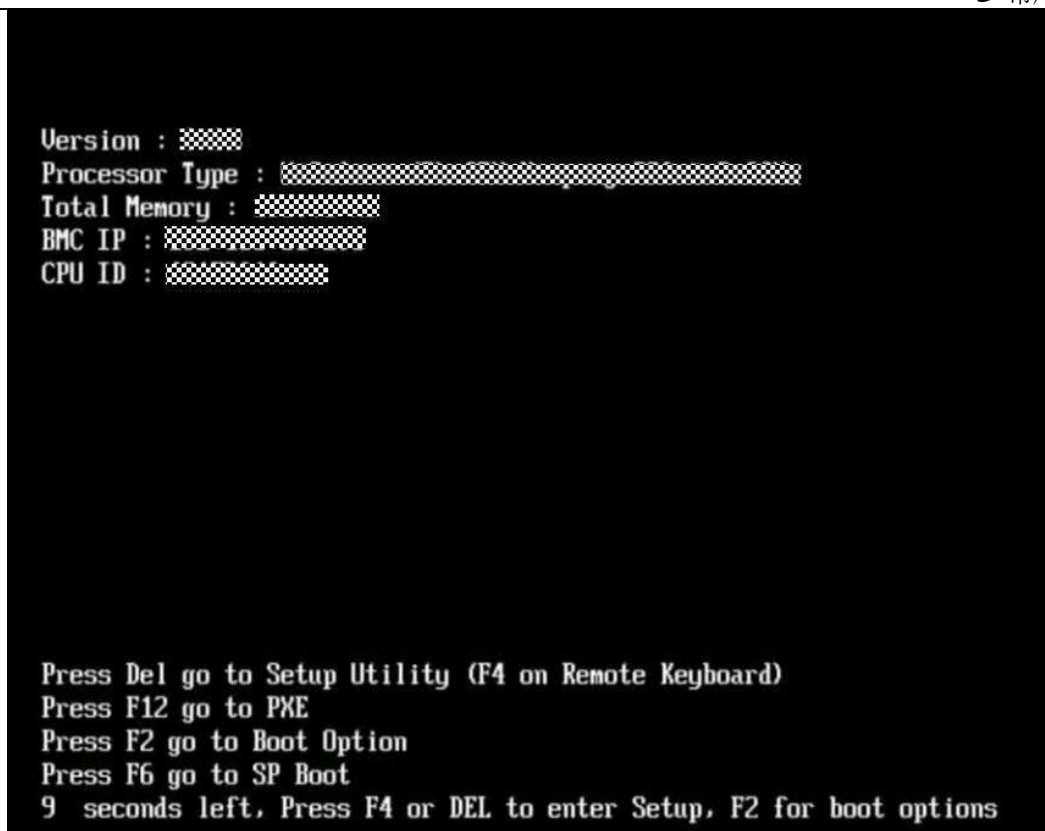 Version :
Processor Type :
Total Memory :
BMC IP :
CPU ID :
Press Del go to Setup Utility (F4 on Remote Keyboard)
Press F12 go to PXE
Press F2 go to Boot Option
Press F6 go to SP Boot
9 seconds left, Press F4 or DEL to enter Setup, F2 for boot options